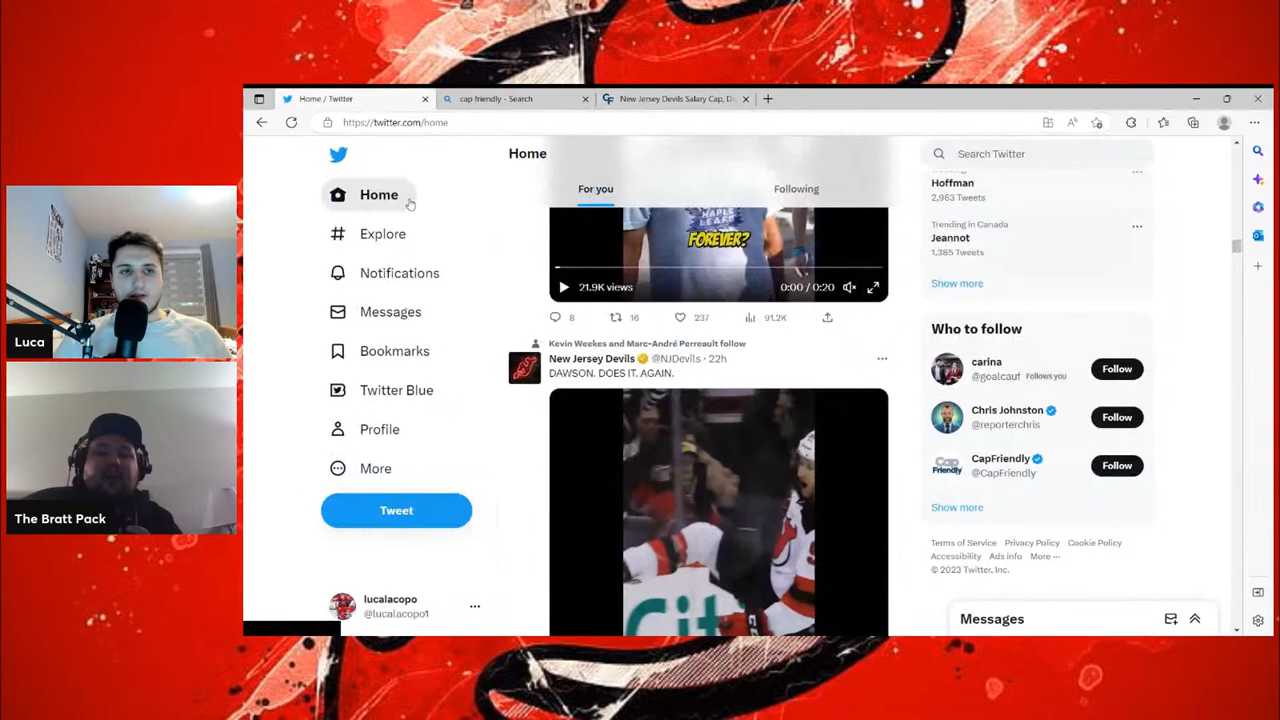 Home / Twitter
cap friendly - Search
New Jersey Devils Salary Cap, D
https://twitter.com/home
Home
Explore
Notifications
Messages
Bookmarks
Twitter Blue
Profile
More
Tweet
lucalacopo
@lucalacopo1
Home
For you
Following
MAPLE
LEAFS
FOREVER?
21.9K views
0:00 / 0:20
8
16
237
91.2K
Kevin Weekes and Marc-André Perreault follow
New Jersey Devils @NJDevils · 22h
DAWSON. DOES IT. AGAIN.
Cit
Search Twitter
Hoffman
2,963 Tweets
Trending in Canada
Jeannot
1,385 Tweets
Show more
Who to follow
carina
@goalcauf Follows you
Follow
Chris Johnston
@reporterchris
Follow
Cap
Friendly
CapFriendly
@CapFriendly
Follow
Show more
Terms of Service Privacy Policy Cookie Policy
Accessibility Ads info More ···
© 2023 Twitter, Inc.
Messages
Luca
The Bratt Pack